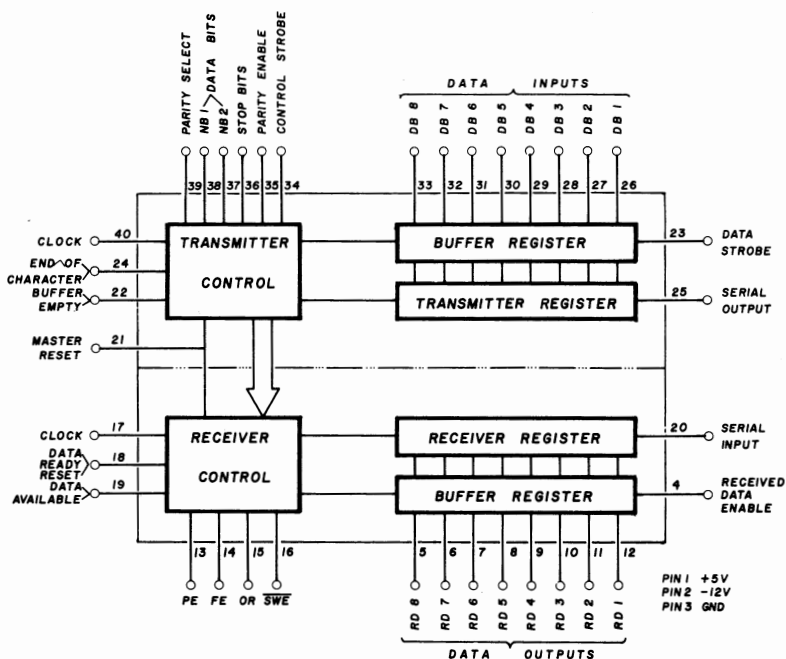 PARITY SELECT
NB 1
NB 2
DATA BITS
STOP BITS
PARITY ENABLE
CONTROL STROBE
DATA INPUTS
DB 8
DB 7
DB 6
DB 5
DB 4
DB 3
DB 2
DB 1
39 38 37 36 35 34
33 32 31 30 29 28 27 26
CLOCK 40
END OF CHARACTER 24
BUFFER EMPTY 22
TRANSMITTER
CONTROL
BUFFER REGISTER
23 DATA STROBE
TRANSMITTER REGISTER
25 SERIAL OUTPUT
MASTER RESET 21
CLOCK 17
DATA READY RESET 18
DATA AVAILABLE 19
RECEIVER
CONTROL
RECEIVER REGISTER
20 SERIAL INPUT
BUFFER REGISTER
4 RECEIVED DATA ENABLE
13 14 15 16
PE FE OR SWE
5 6 7 8 9 10 11 12
RD 8
RD 7
RD 6
RD 5
RD 4
RD 3
RD 2
RD 1
DATA OUTPUTS
PIN 1 +5V
PIN 2 -12V
PIN 3 GND